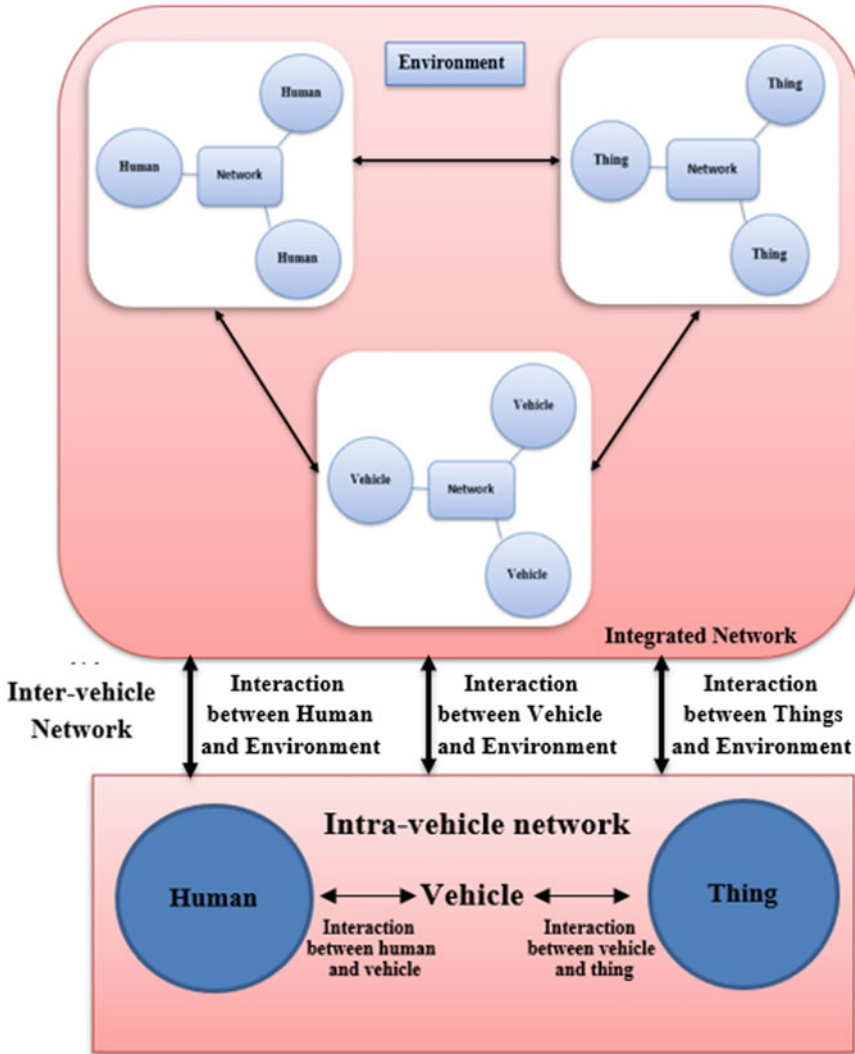 Environment
Human
Human
Network
Human
Thing
Thing
Network
Thing
Vehicle
Vehicle
Network
Vehicle
Integrated Network
Inter-vehicle
Network
Interaction
between Human
and Environment
Interaction
between Vehicle
and Environment
Interaction
between Things
and Environment
Intra-vehicle network
Human
Vehicle
Thing
Interaction
between human
and vehicle
Interaction
between vehicle
and thing